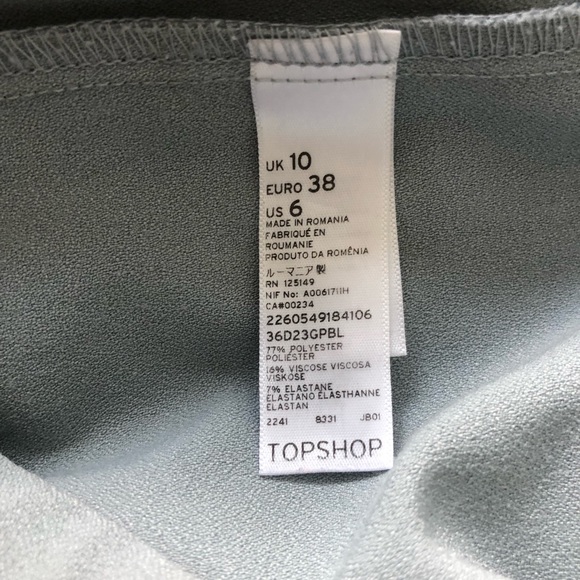 UK 10
EURO 38
US 6
MADE IN ROMANIA
FABRIQUÉ EN
ROUMANIE
PRODUTO DA ROMÊNIA
ルーマニア製
RN 125149
NIF No: A0061711H
CA#00234
2260549184106
36D23GPBL
77% POLYESTER
POLIÉSTER
16% VISCOSE VISCOSA
VISKOSE
7% ELASTANE
ELASTANO ÉLASTHANNE
ELASTAN
2241 8331 JB01
TOPSHOP